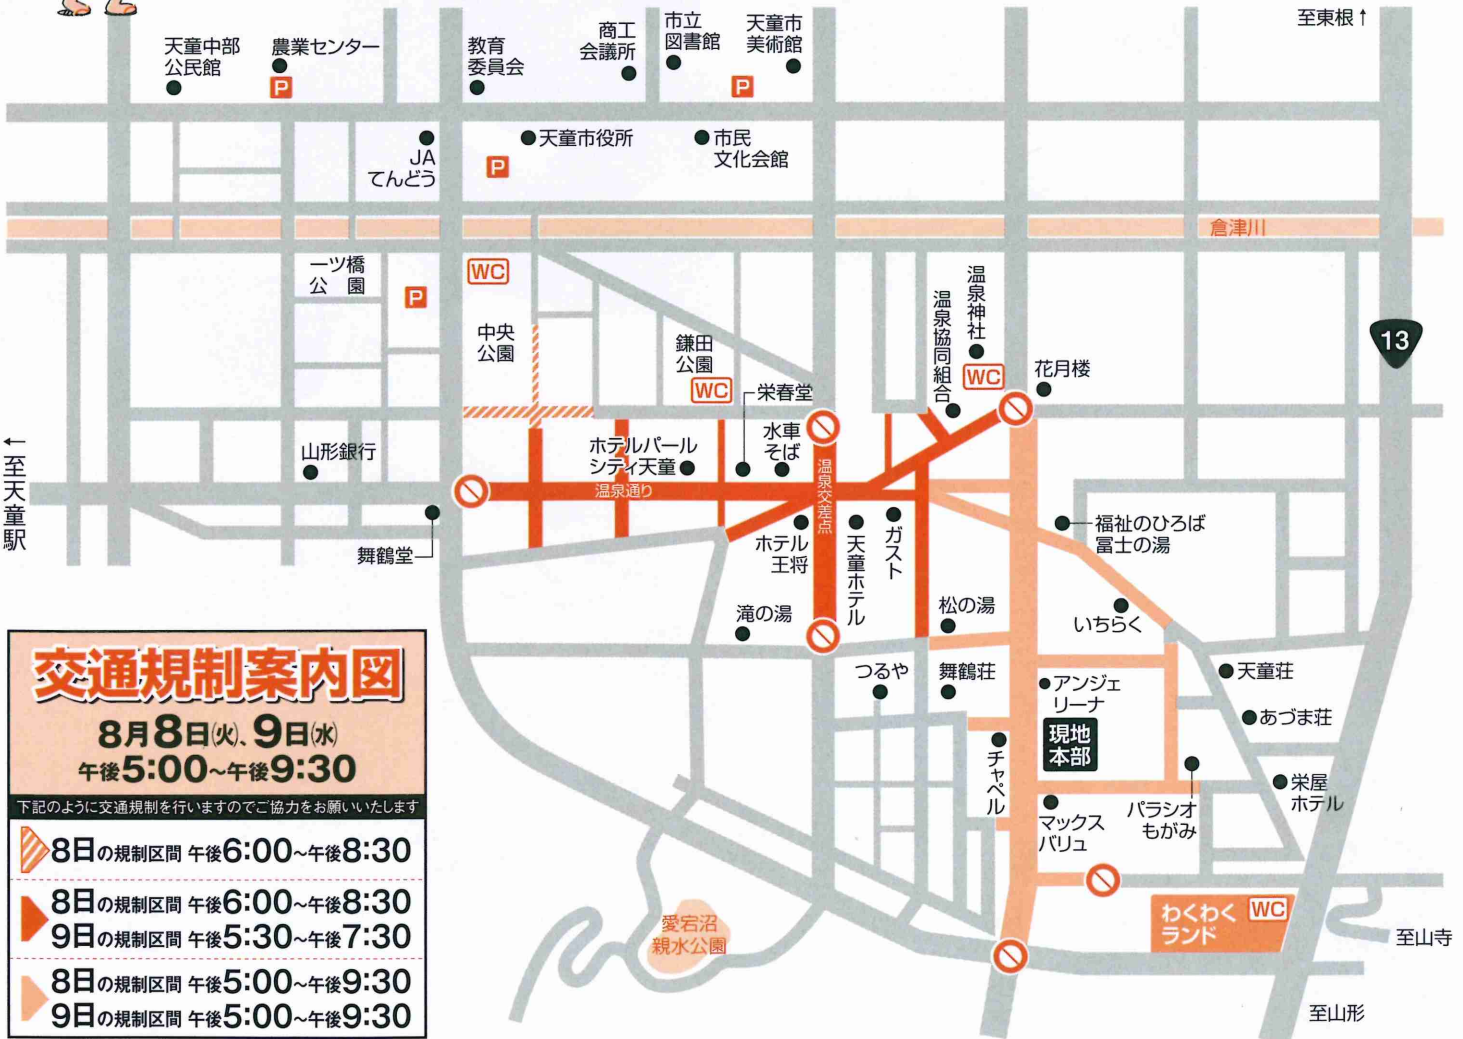 至東根↑
天童中部
公民館
農業センター
P
教育
委員会
商工
会議所
市立
図書館
天童市
美術館
P
JA
てんどう
天童市役所
P
市民
文化会館
倉津川
一ツ橋
公園
P
WC
中央
公園
鎌田
公園
WC
栄春堂
水車
そば
温泉協同組合
温泉神社
WC
花月楼
13
←至天童駅
山形銀行
舞鶴堂
ホテルパール
シティ天童
温泉通り
温泉交差点
ホテル
王将
天童ホテル
ガスト
福祉のひろば
冨士の湯
滝の湯
松の湯
いちらく
つるや
舞鶴荘
アンジェ
リーナ
現地
本部
天童荘
あづま荘
チャペル
マックス
バリュ
パラシオ
もがみ
栄屋
ホテル
愛宕沼
親水公園
わくわく
ランド
WC
至山寺
至山形
交通規制案内図
8月8日㈫、9日㈬
午後5:00~午後9:30
下記のように交通規制を行いますのでご協力をお願いいたします
8日の規制区間 午後6:00~午後8:30
8日の規制区間 午後6:00~午後8:30
9日の規制区間 午後5:30~午後7:30
8日の規制区間 午後5:00~午後9:30
9日の規制区間 午後5:00~午後9:30